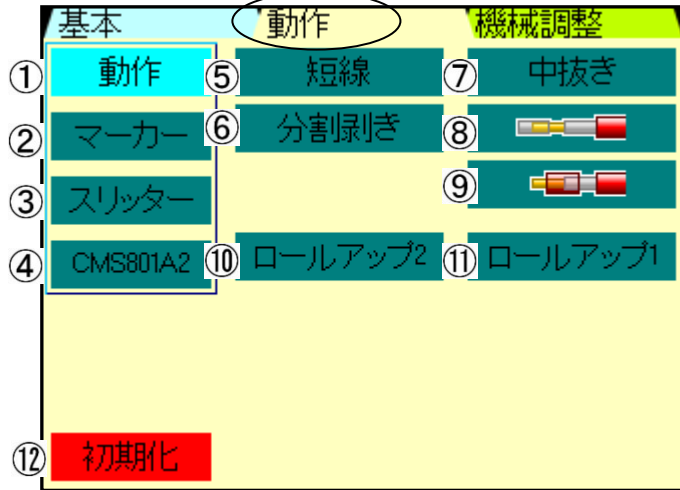 基本 動作 機械調整
① 動作 ⑤ 短線 ⑦ 中抜き
② マーカー ⑥ 分割剥き ⑧
③ スリッター ⑨
④ CMS801A2 ⑩ ロールアップ2 ⑪ ロールアップ1
⑫ 初期化